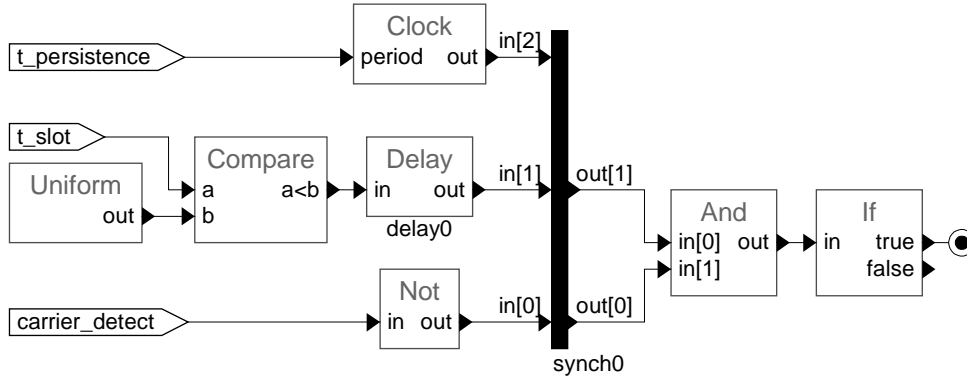 Clock
in[2]
t_persistence
period out
t_slot
Compare
Delay
in[1]
out[1]
Uniform
a
a<b
in out
And
If
out
b
delay0
in[0] out
in true
in[1]
false
Not
in[0]
out[0]
carrier_detect
in out
synch0